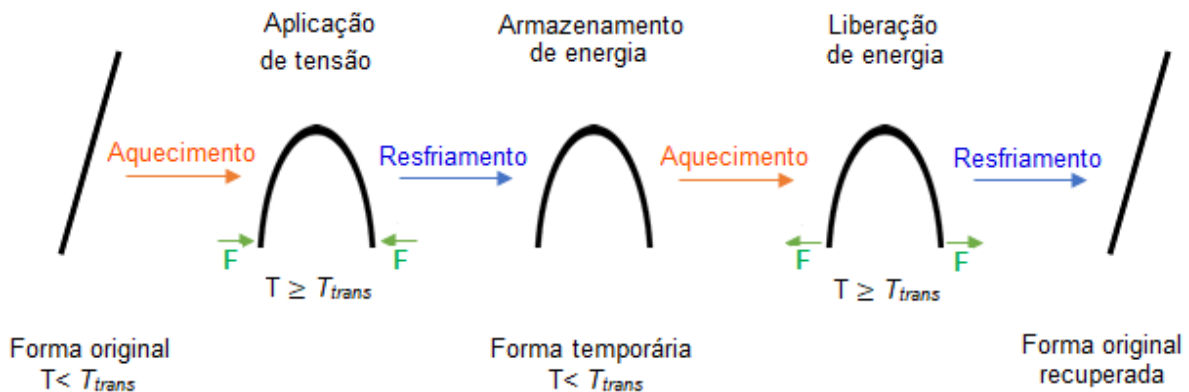 Aplicação
de tensão
Armazenamento
de energia
Liberação
de energia
Aquecimento
Resfriamento
Aquecimento
Resfriamento
F
F
F
F
T ≥ Ttrans
T ≥ Ttrans
Forma original
T< Ttrans
Forma temporária
T < Ttrans
Forma original
recuperada